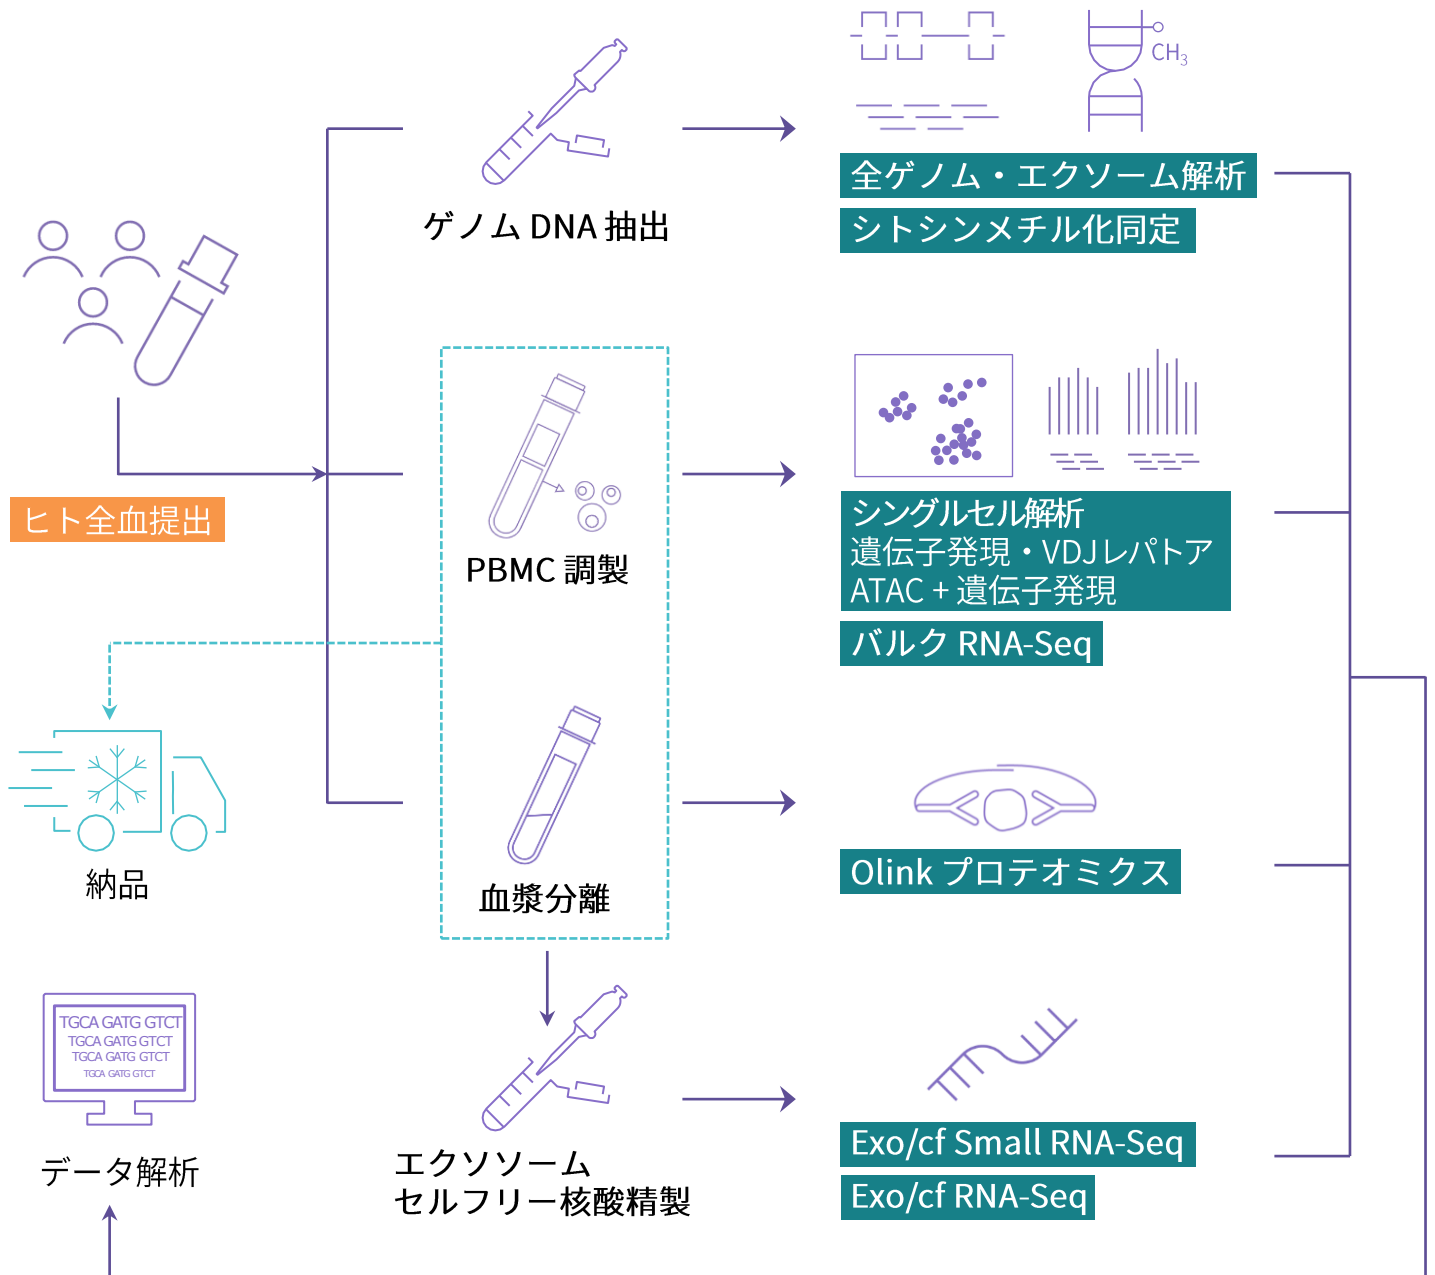 CH3
全ゲノム・エクソーム解析
ゲノム DNA 抽出
シトシンメチル化同定
ヒト全血提出
PBMC 調製
シングルセル解析
遺伝子発現・VDJレパトア
ATAC + 遺伝子発現
バルク RNA-Seq
納品
血漿分離
Olink プロテオミクス
TGCA GATG GTCT
TGCA GATG GTCT
TGCA GATG GTCT
TGCA GATG GTCT
データ解析
エクソソーム
セルフリー核酸精製
Exo/cf Small RNA-Seq
Exo/cf RNA-Seq